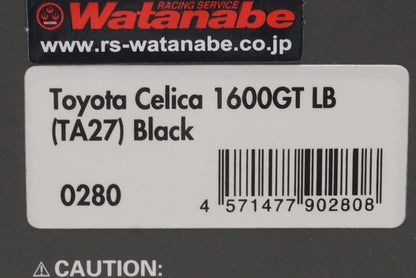 RACING SERVICE
Watanabe
www.rs-watanabe.co.jp
Toyota Celica 1600GT LB
(TA27) Black
0280
4 571477 902808
⚠CAUTION: